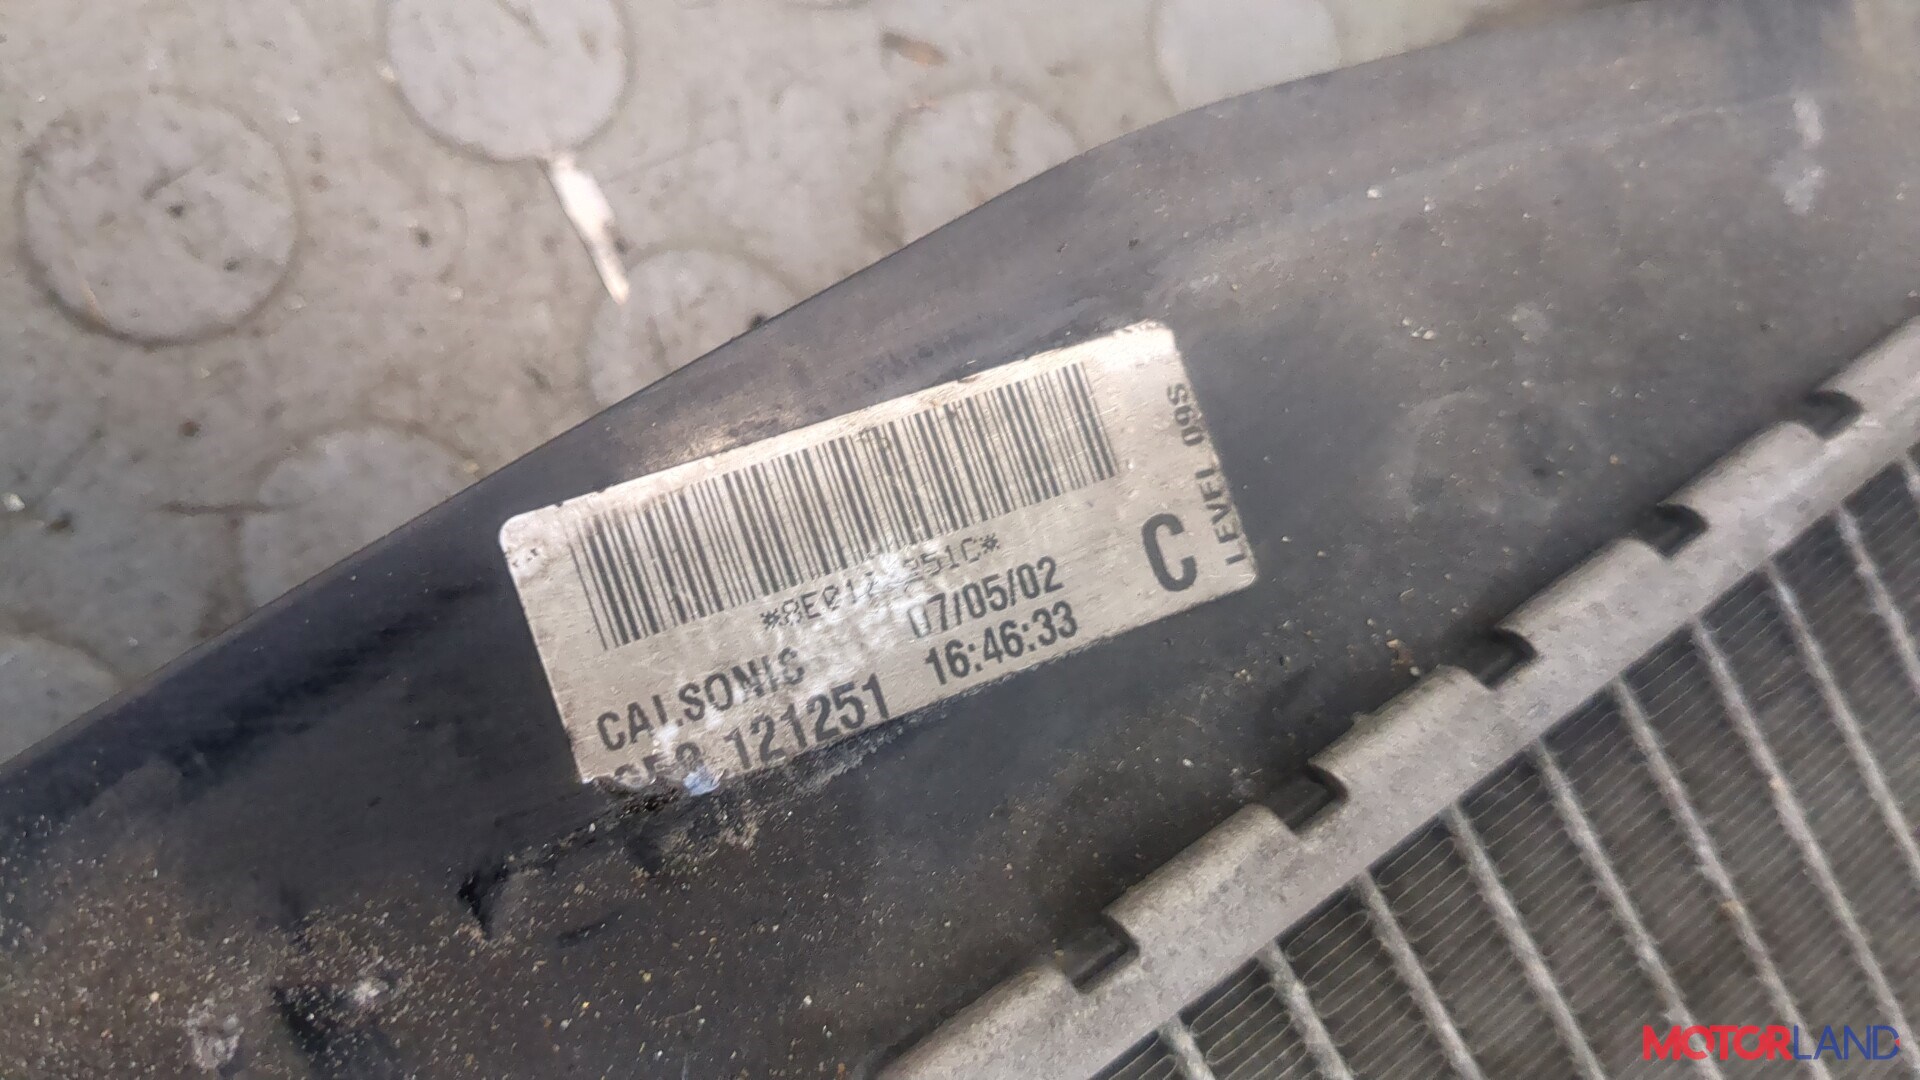 LEVEL 09S
C
07/05/02
CALSONIC
16:46:33
121251
MOTORLAND